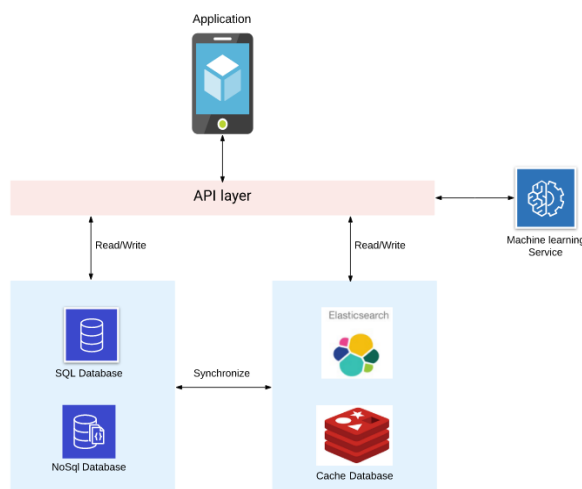 Application
API layer
Machine learning
Service
Read/Write
Read/Write
Elasticsearch
SQL Database
Synchronize
NoSql Database
Cache Database